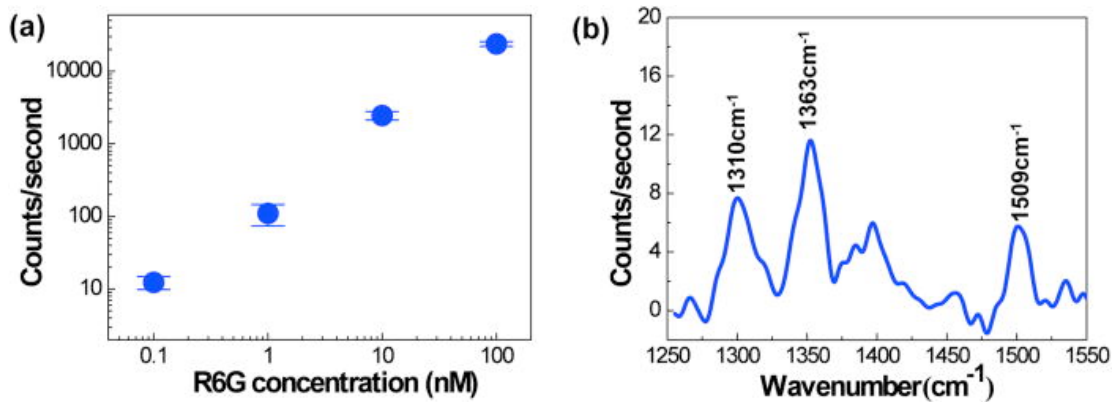 (a)
10000
1000
100
10
Counts/second
0.1 1 10 100
R6G concentration (nM)
(b)
20
16
12
8
4
0
Counts/second
1310cm⁻¹
1363cm⁻¹
1509cm⁻¹
1250 1300 1350 1400 1450 1500 1550
Wavenumber(cm⁻¹)